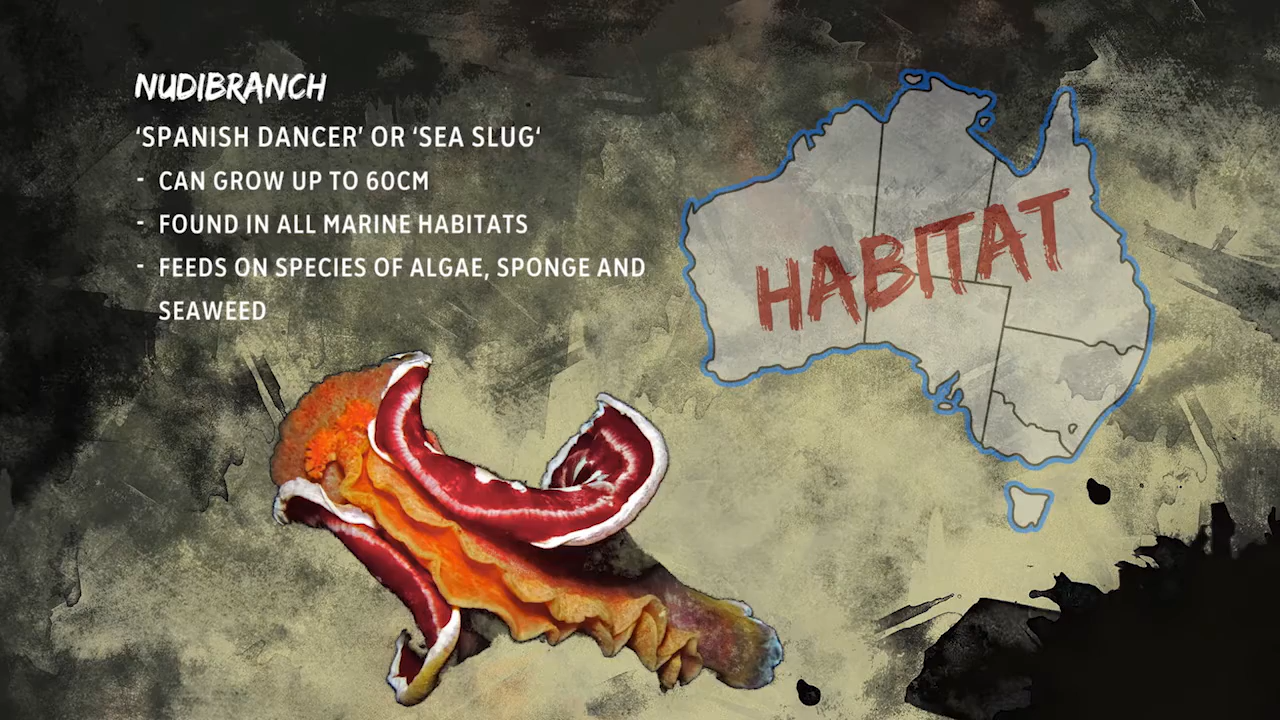 NUDIBRANCH
‘SPANISH DANCER’ OR ‘SEA SLUG‘
- CAN GROW UP TO 60CM
- FOUND IN ALL MARINE HABITATS
- FEEDS ON SPECIES OF ALGAE, SPONGE AND
SEAWEED
HABITAT